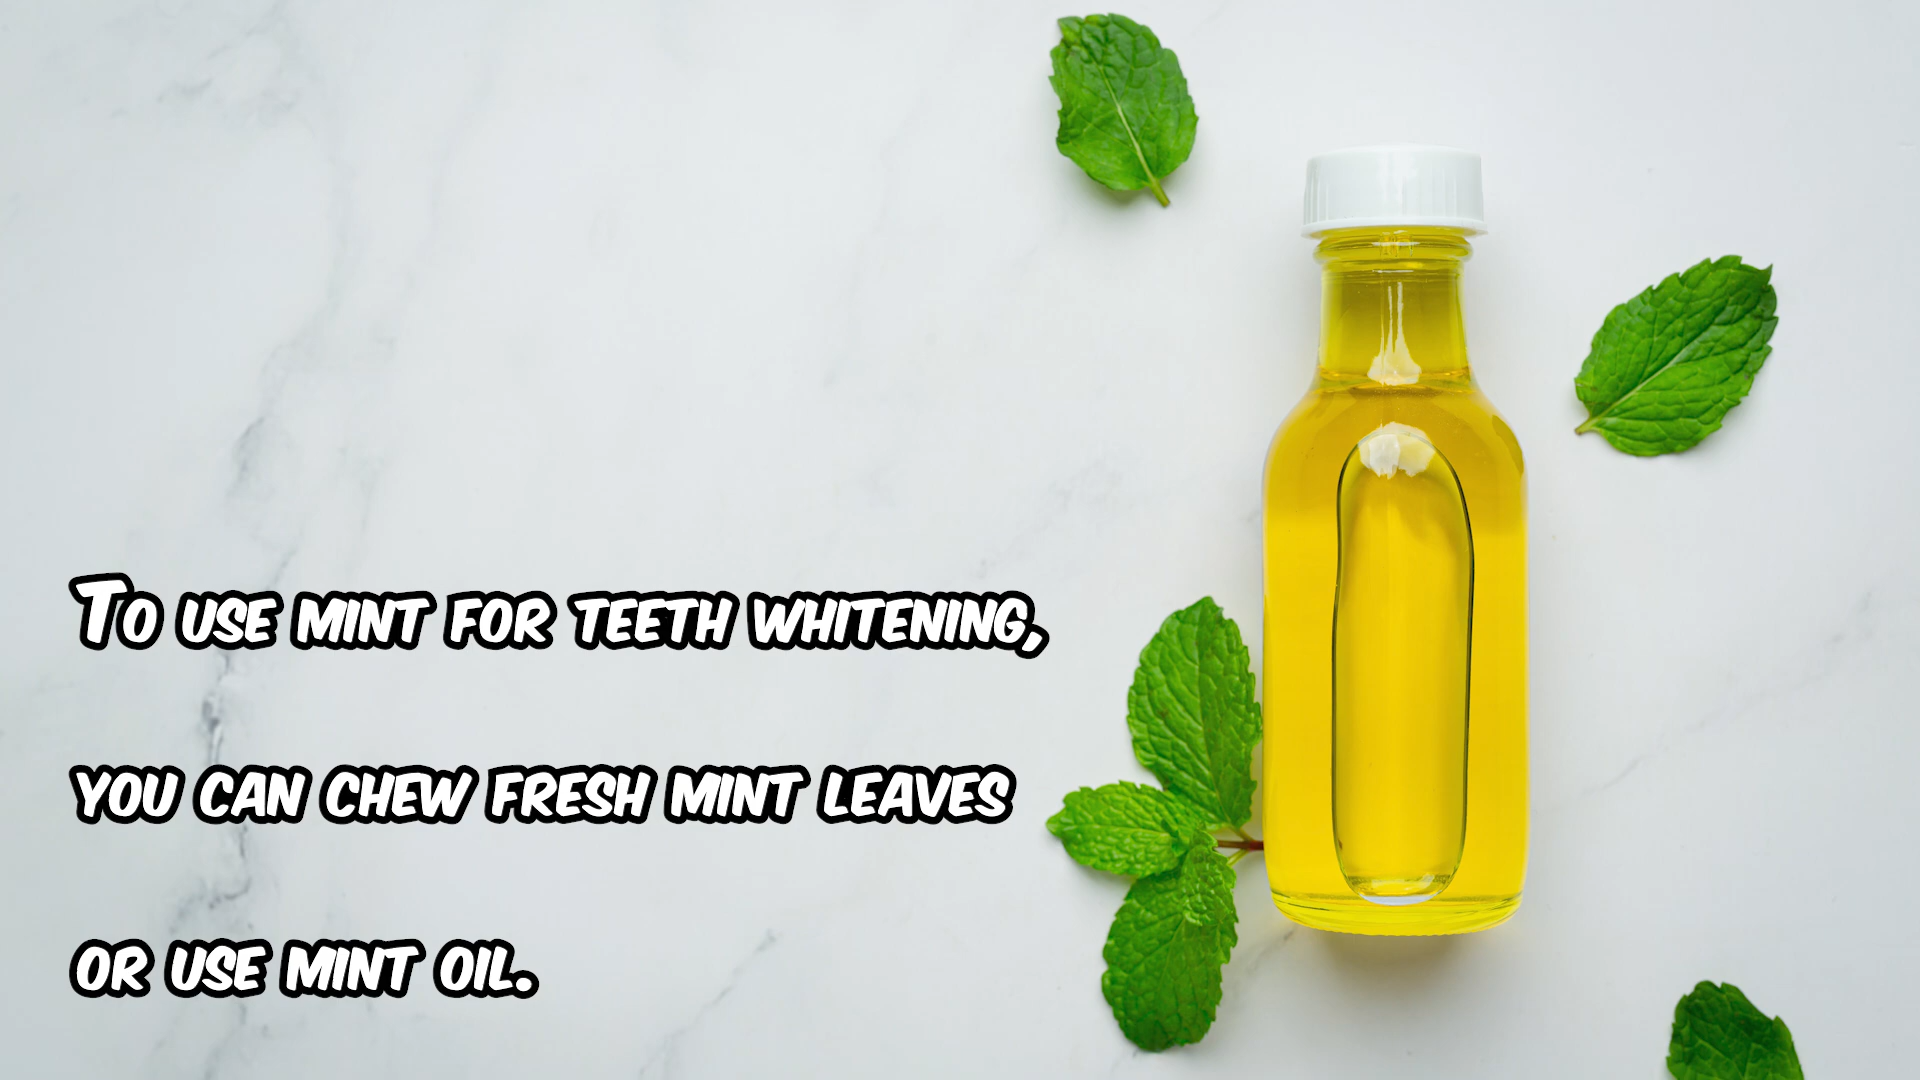 To use mint for teeth whitening,
you can chew fresh mint leaves
or use mint oil.